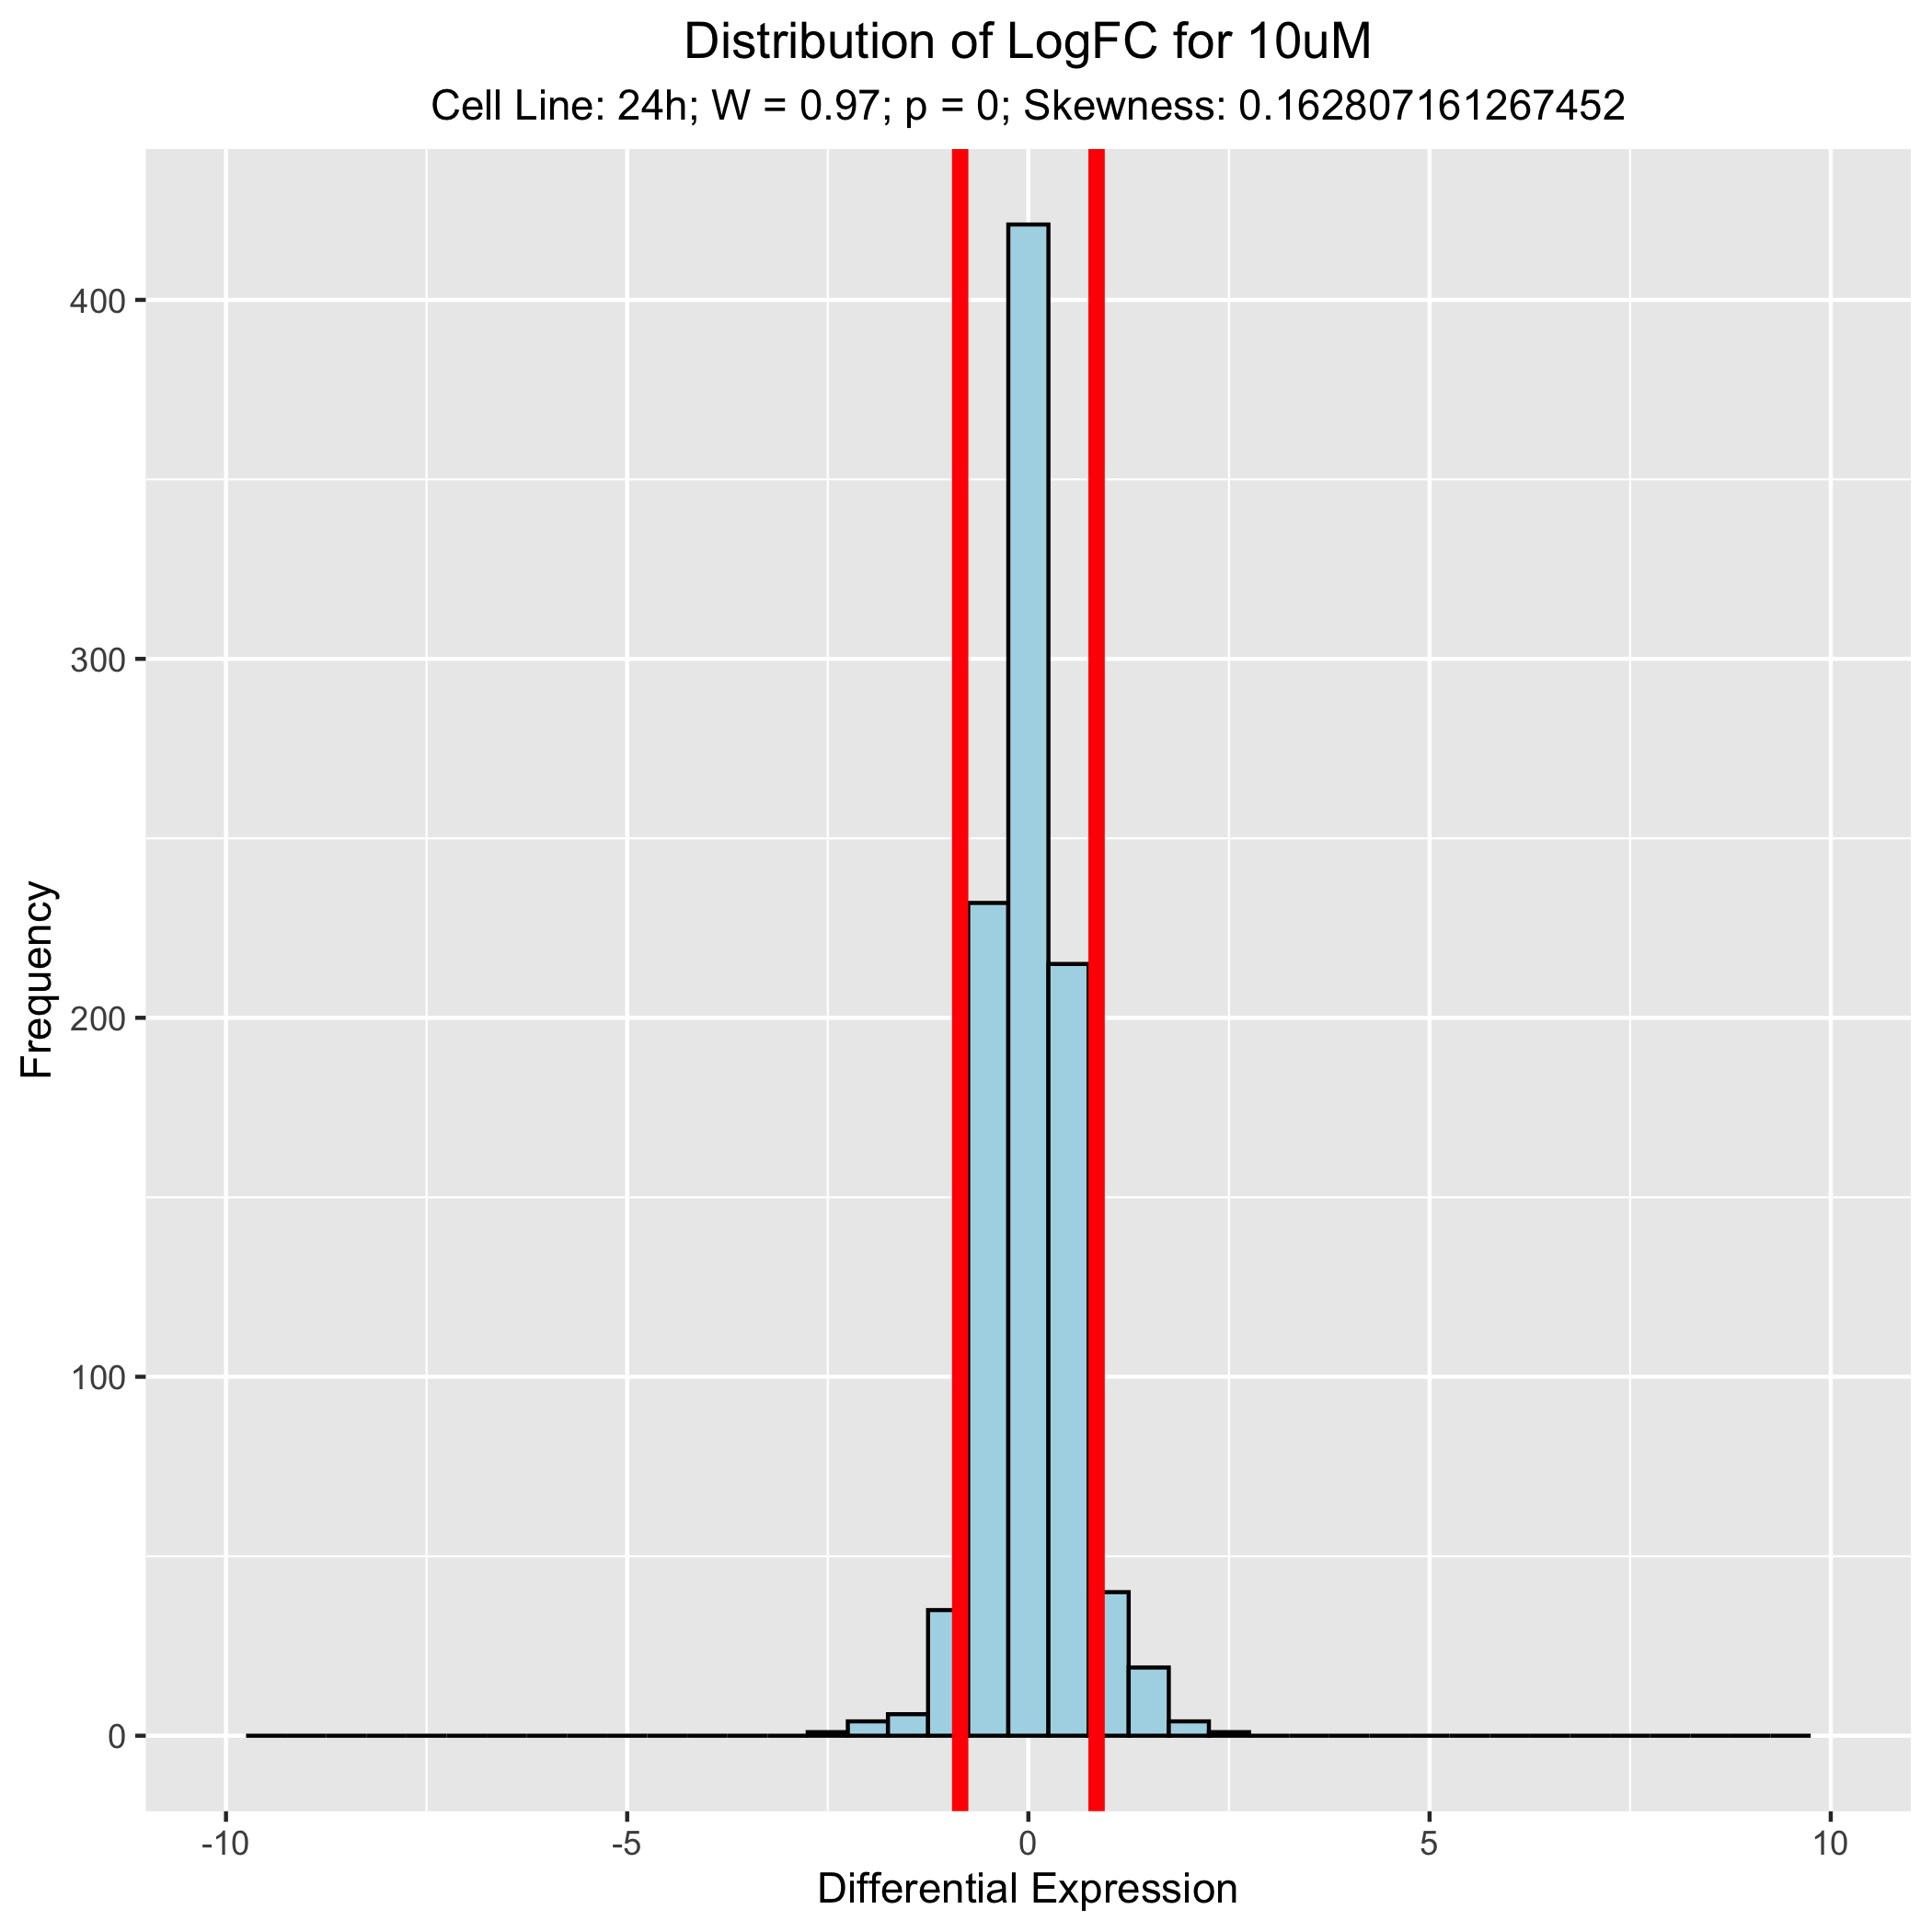 Distribution of LogFC for 10uM
Cell Line: 24h; W = 0.97; p = 0; Skewness: 0.162807161267452
Frequency
400
300
200
100
0
-10
-5
0
5
10
Differential Expression